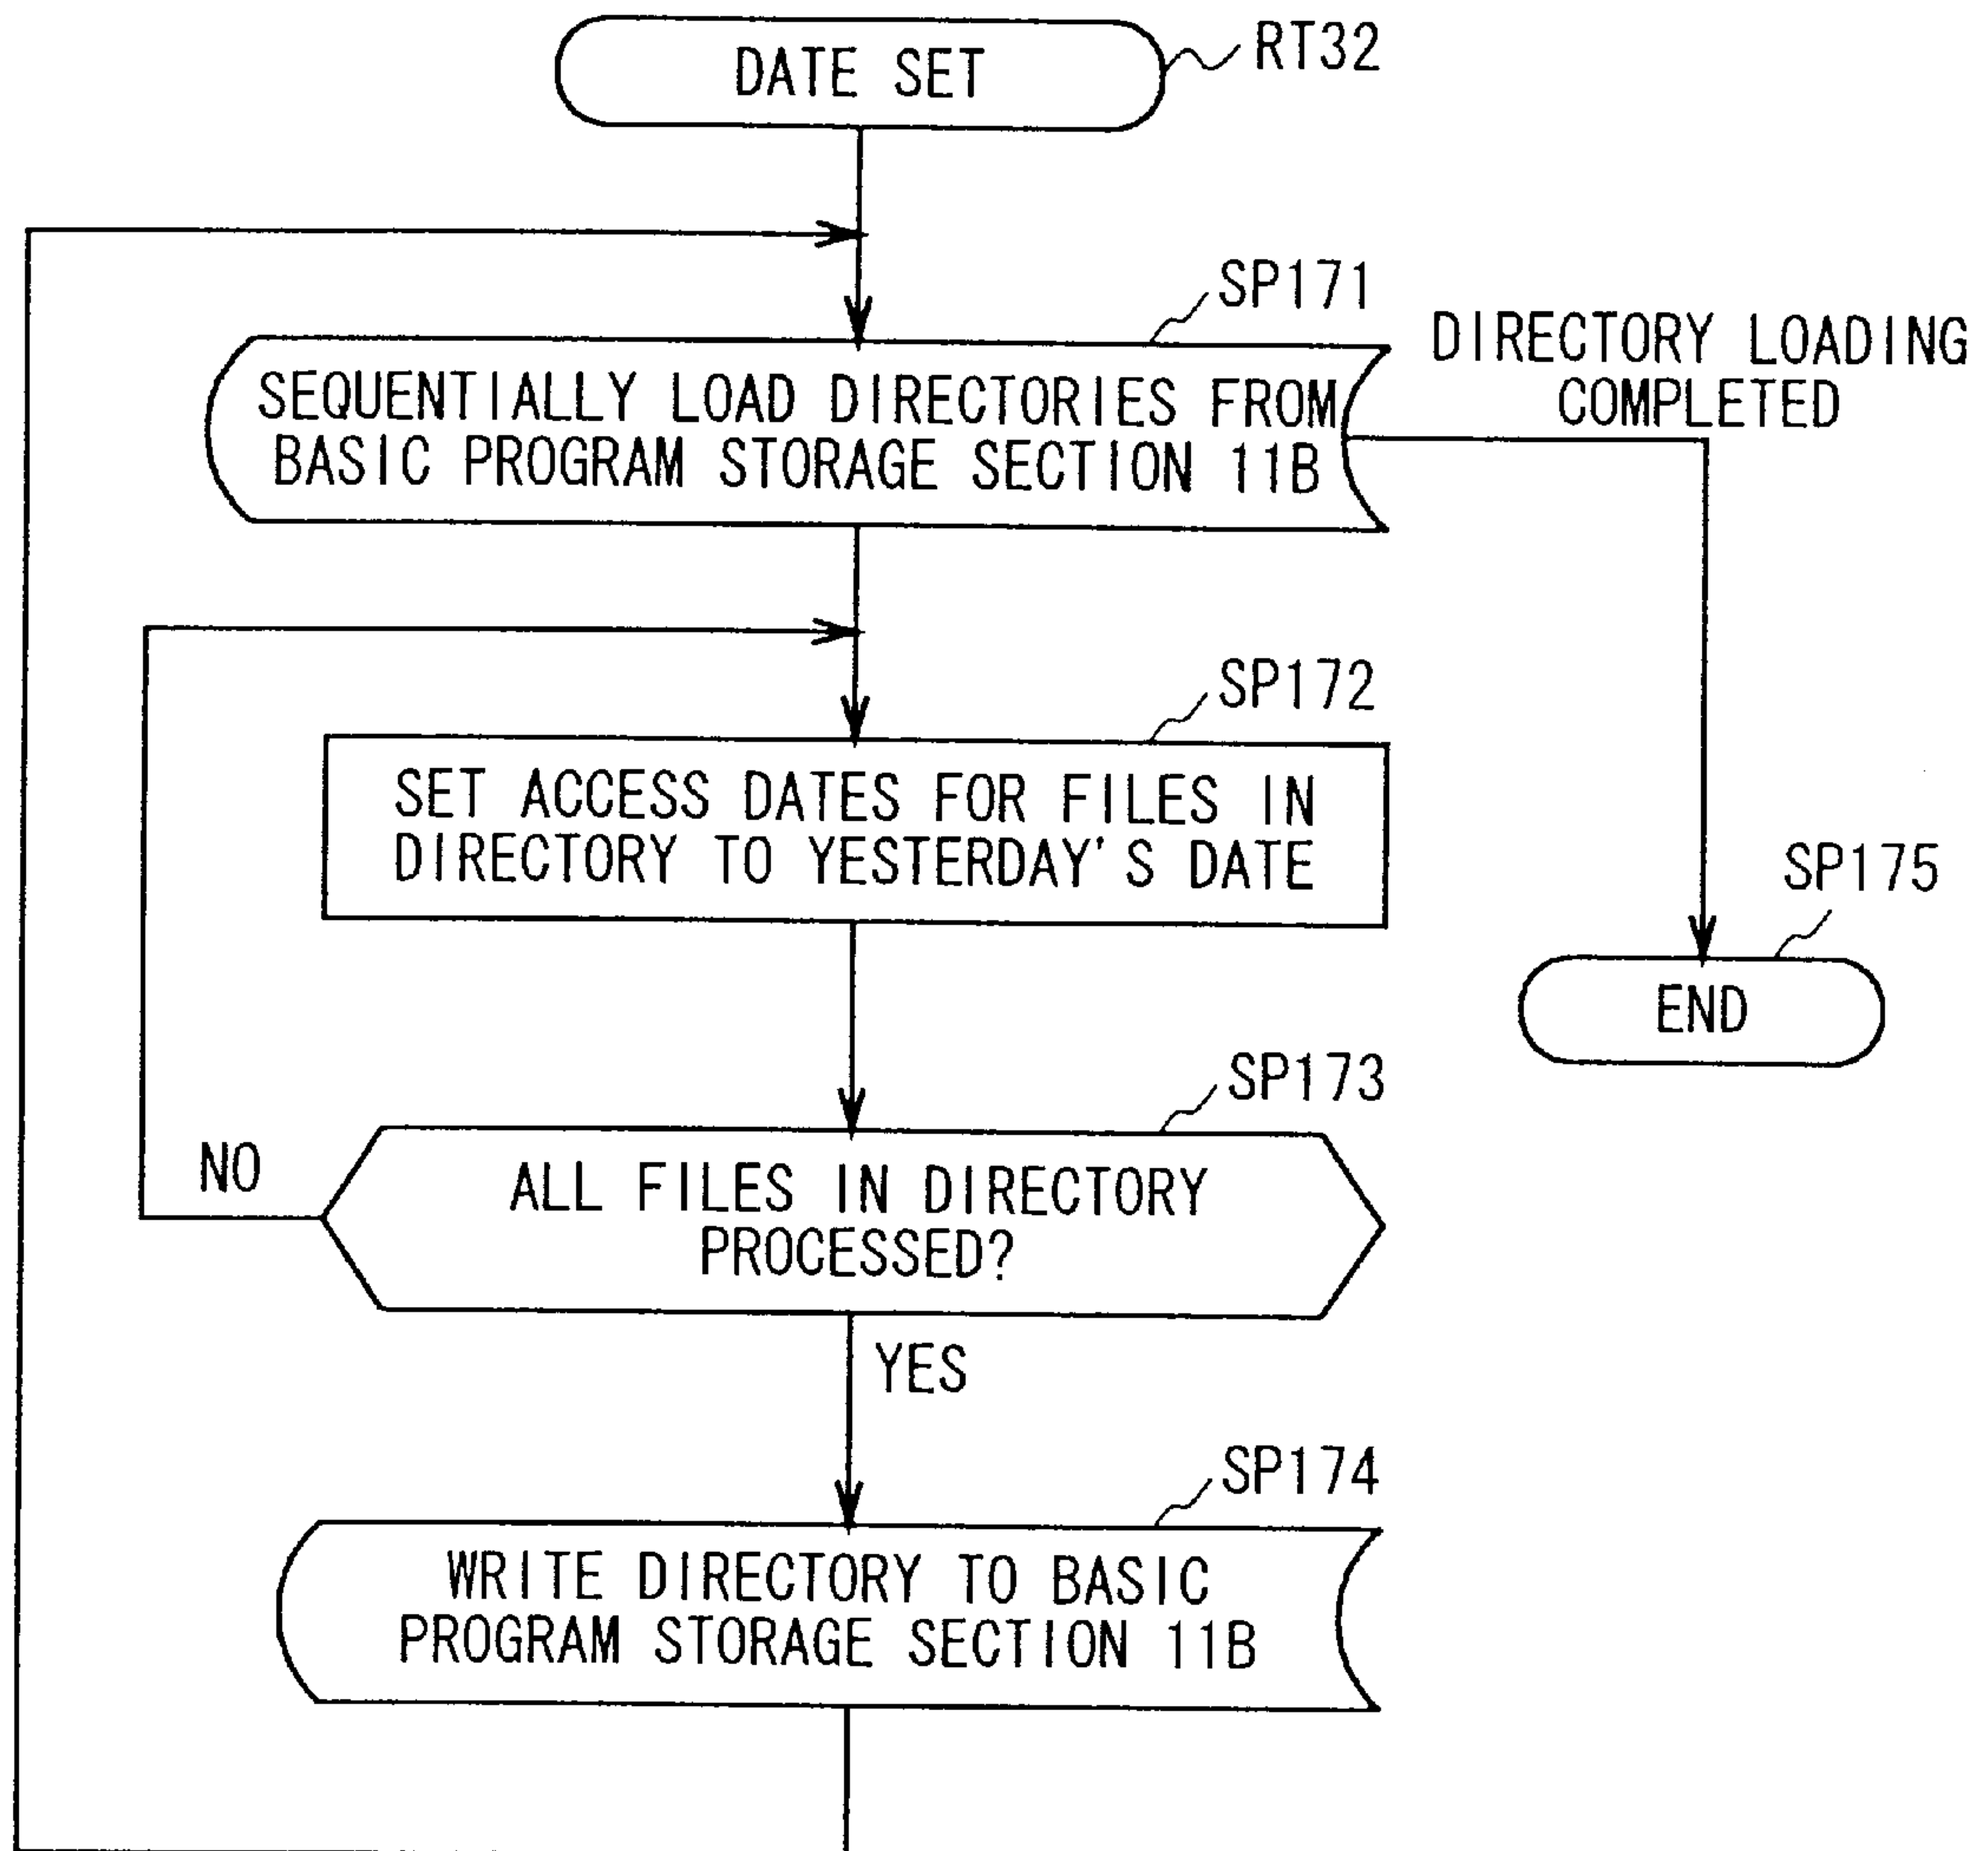 DATE SET
RT32
SP171
DIRECTORY LOADING
COMPLETED
SEQUENTIALLY LOAD DIRECTORIES FROM
BASIC PROGRAM STORAGE SECTION 11B
SP172
SET ACCESS DATES FOR FILES IN
DIRECTORY TO YESTERDAY'S DATE
SP175
END
SP173
NO
ALL FILES IN DIRECTORY
PROCESSED?
YES
SP174
WRITE DIRECTORY TO BASIC
PROGRAM STORAGE SECTION 11B